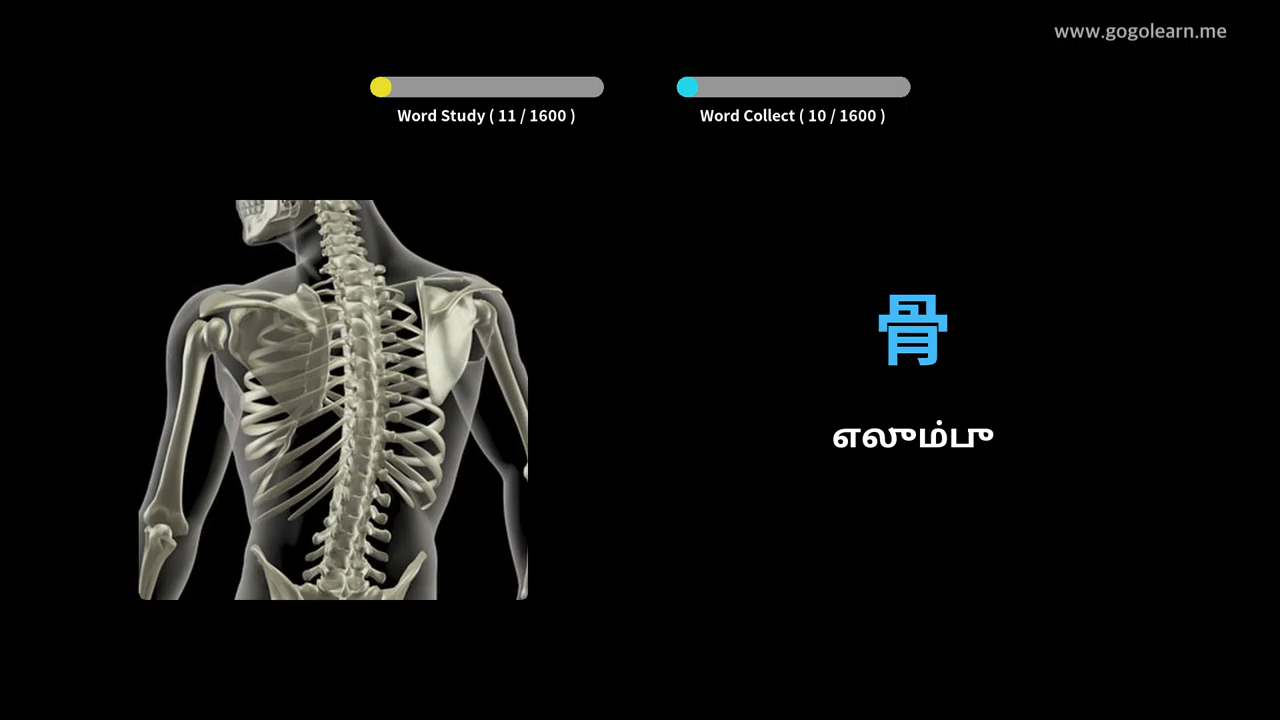 www.gogolearn.me
Word Study ( 11 / 1600 )
Word Collect ( 10 / 1600 )
骨
எலும்பு